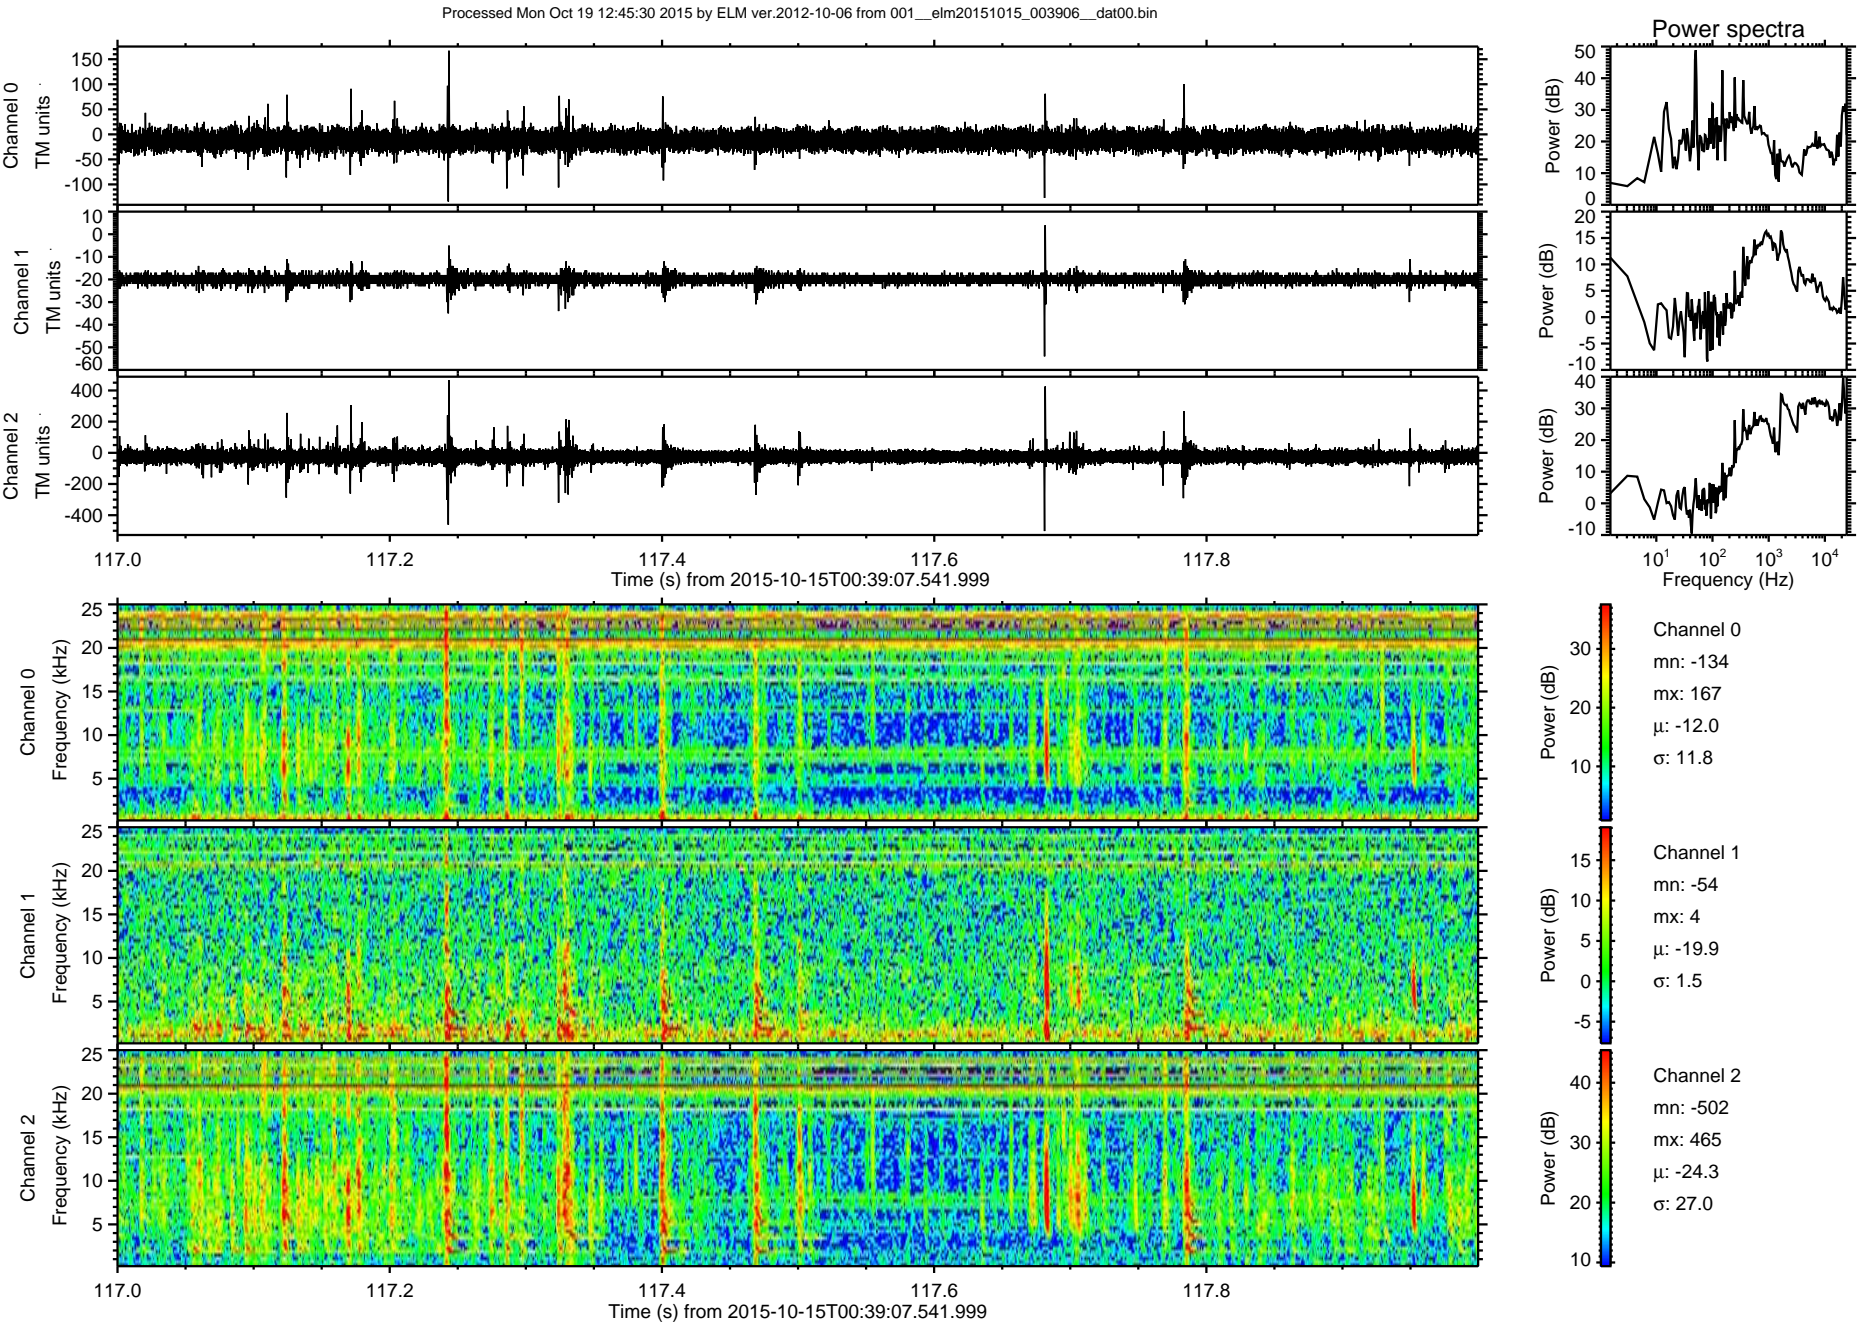 Processed Mon Oct 19 12:45:30 2015 by ELM ver.2012-10-06 from 001__elm20151015_003906__dat00.bin
Power spectra
Channel 0
TM units
150
100
50
0
-50
-100
Power (dB)
50
40
30
20
10
0
Channel 1
TM units
10
0
-10
-20
-30
-40
-50
-60
Power (dB)
20
15
10
5
0
-5
-10
Channel 2
TM units
400
200
0
-200
-400
Power (dB)
40
30
20
10
0
-10
117.0 117.2 117.4 117.6 117.8
Time (s) from 2015-10-15T00:39:07.541.999
10¹ 10² 10³ 10⁴
Frequency (Hz)
Channel 0
Frequency (kHz)
25
20
15
10
5
Power (dB)
30
20
10
Channel 0
mn: -134
mx: 167
μ: -12.0
σ: 11.8
Channel 1
Frequency (kHz)
25
20
15
10
5
Power (dB)
15
10
5
0
-5
Channel 1
mn: -54
mx: 4
μ: -19.9
σ: 1.5
Channel 2
Frequency (kHz)
25
20
15
10
5
Power (dB)
40
30
20
10
Channel 2
mn: -502
mx: 465
μ: -24.3
σ: 27.0
117.0 117.2 117.4 117.6 117.8
Time (s) from 2015-10-15T00:39:07.541.999